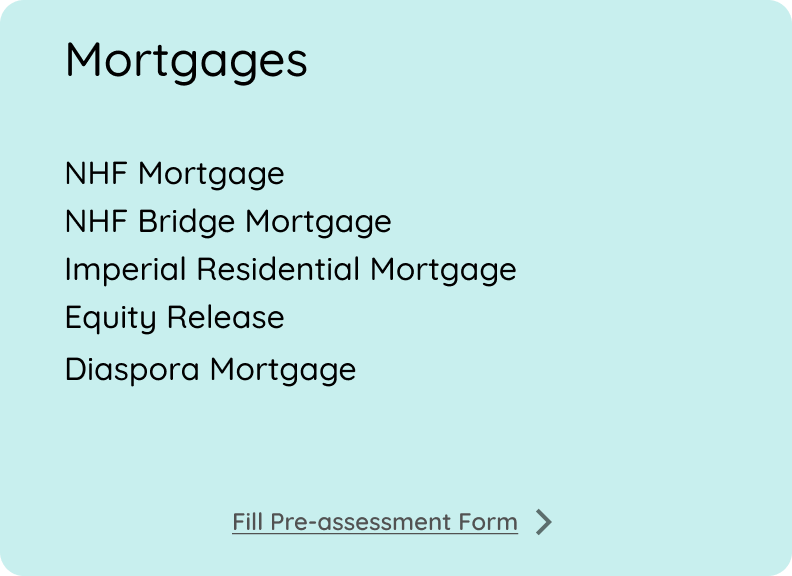 Mortgages
NHF Mortgage
NHF Bridge Mortgage
Imperial Residential Mortgage
Equity Release
Diaspora Mortgage
Fill Pre-assessment Form